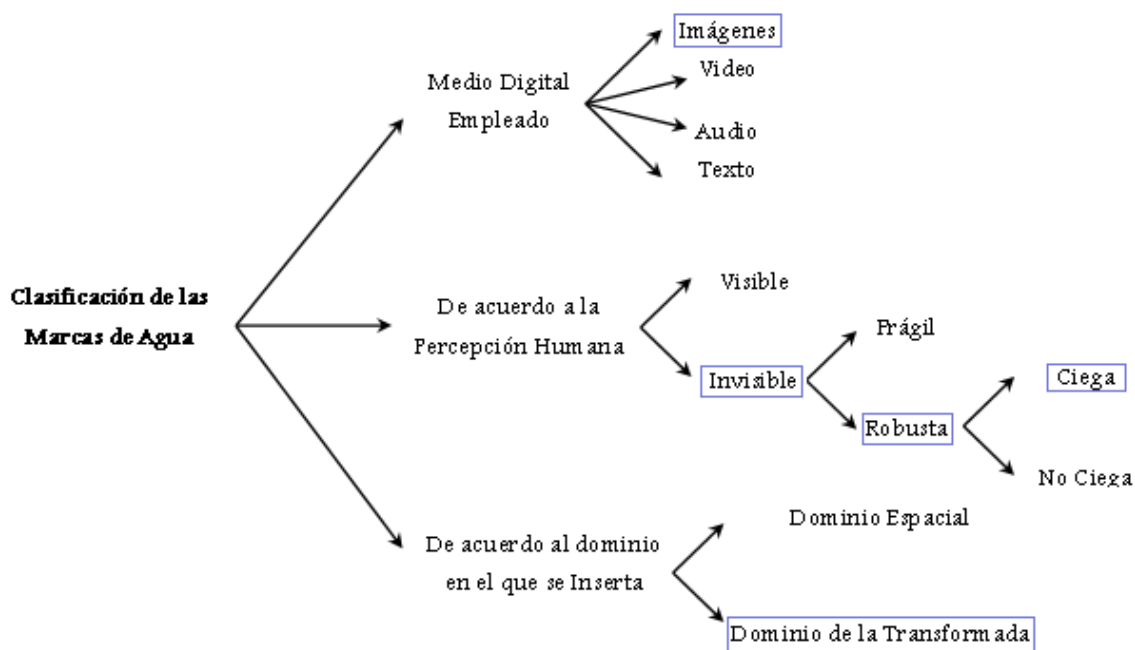 Imágenes
Video
Medio Digital
Empleado
Audio
Texto
Clasificación de las
Marcas de Agua
De acuerdo a la
Percepción Humana
Visible
Invisible
Frágil
Robusta
Ciega
No Ciega
De acuerdo al dominio
en el que se Inserta
Dominio Espacial
Dominio de la Transformada